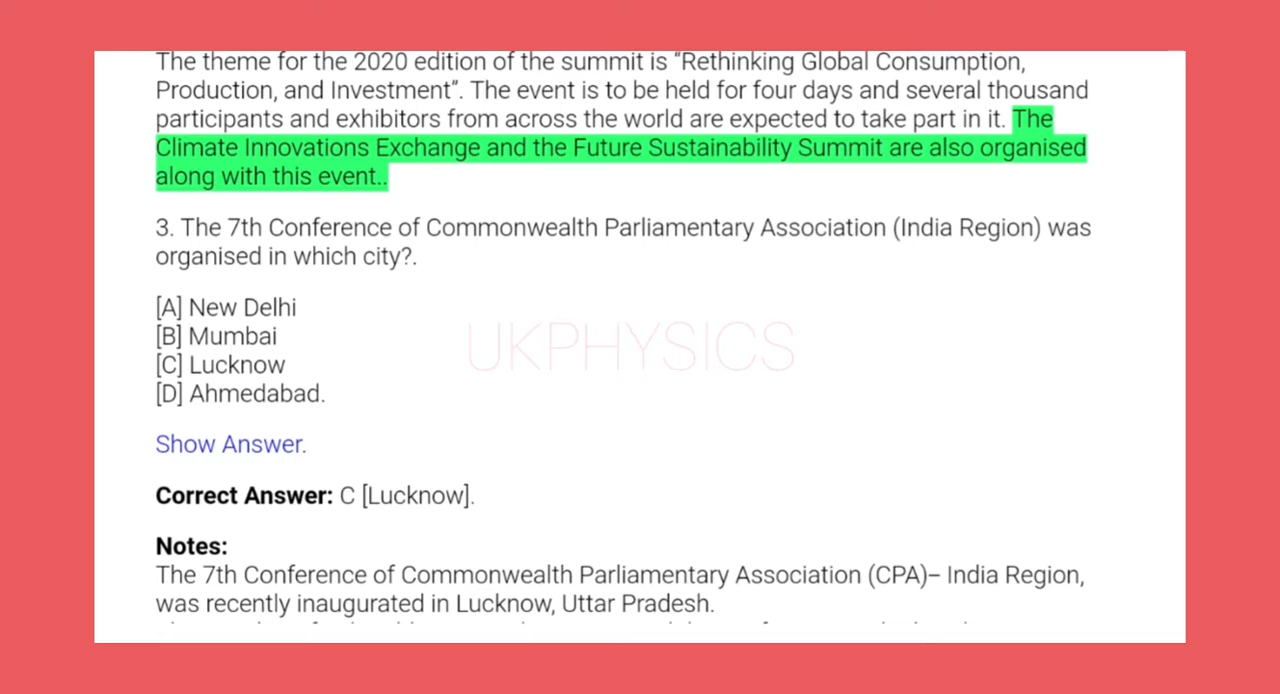 The theme for the 2020 edition of the summit is “Rethinking Global Consumption,
Production, and Investment”. The event is to be held for four days and several thousand
participants and exhibitors from across the world are expected to take part in it. The
Climate Innovations Exchange and the Future Sustainability Summit are also organised
along with this event..
3. The 7th Conference of Commonwealth Parliamentary Association (India Region) was
organised in which city?.
[A] New Delhi
[B] Mumbai
UKPHYSICS
[C] Lucknow
[D] Ahmedabad.
Show Answer.
Correct Answer: C [Lucknow].
Notes:
The 7th Conference of Commonwealth Parliamentary Association (CPA)– India Region,
was recently inaugurated in Lucknow, Uttar Pradesh.